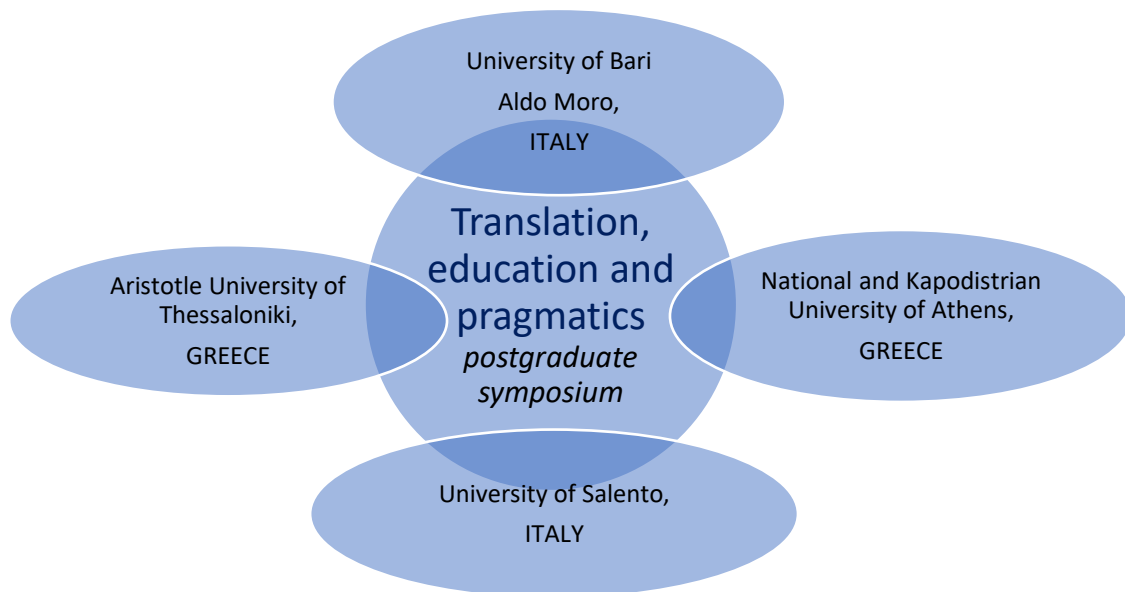 University of Bari
Aldo Moro,
ITALY
Translation,
education and
pragmatics
postgraduate
symposium
Aristotle University of
Thessaloniki,
GREECE
National and Kapodistrian
University of Athens,
GREECE
University of Salento,
ITALY